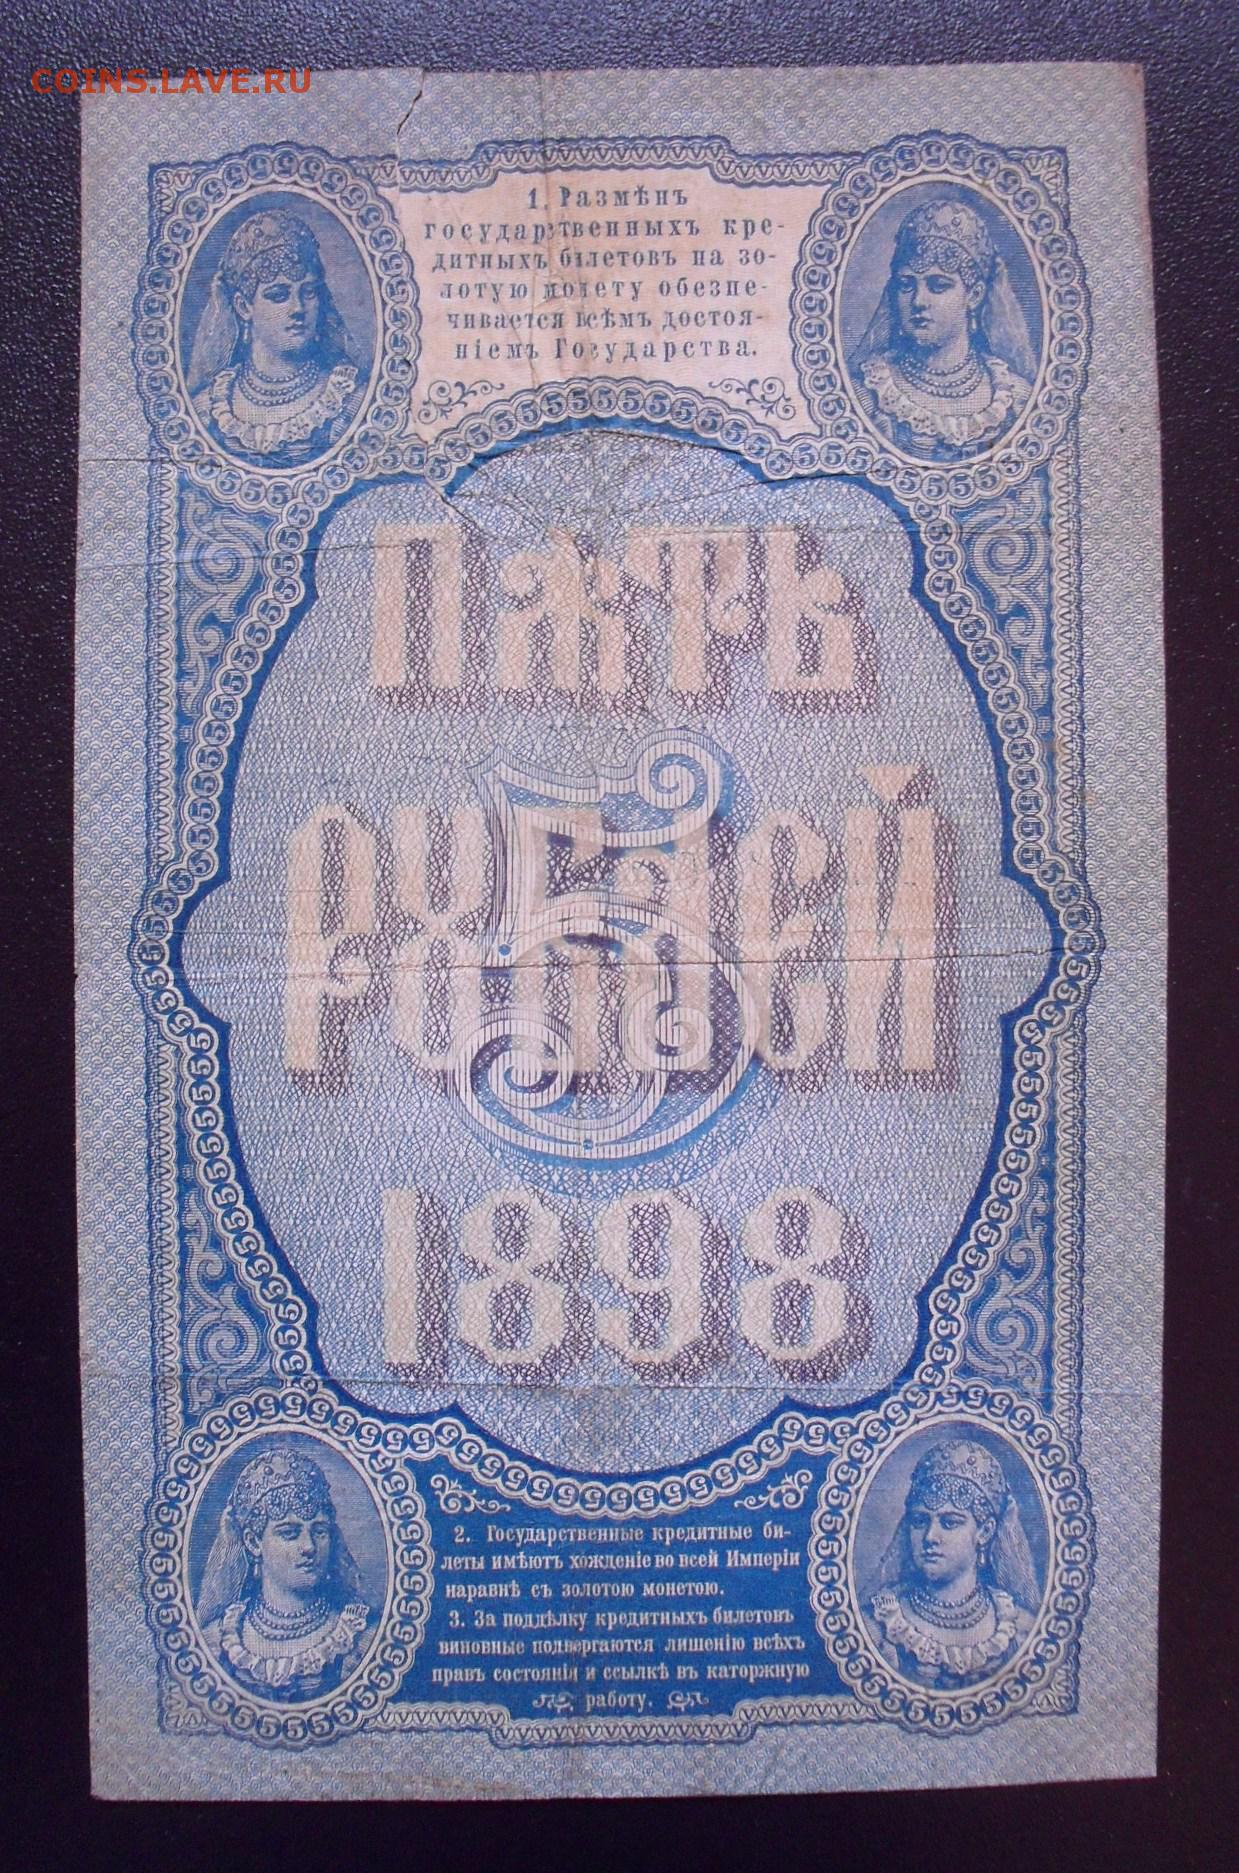 COINS.LAVE.RU
1. Размѣнъ
государственныхъ кре-
дитныхъ билетовъ на зо-
лотую монету обезпе-
чивается всѣмъ достоя-
ніемъ Государства.
ПЯТЬ
РУБЛЕЙ
5
1898
2. Государственные кредитные би-
леты имѣютъ хожденіе во всей Имперіи
наравнѣ съ золотою монетою.
3. За поддѣлку кредитныхъ билетовъ
виновные подвергаются лишенію всѣхъ
правъ состоянія и ссылкѣ въ каторжную
работу.